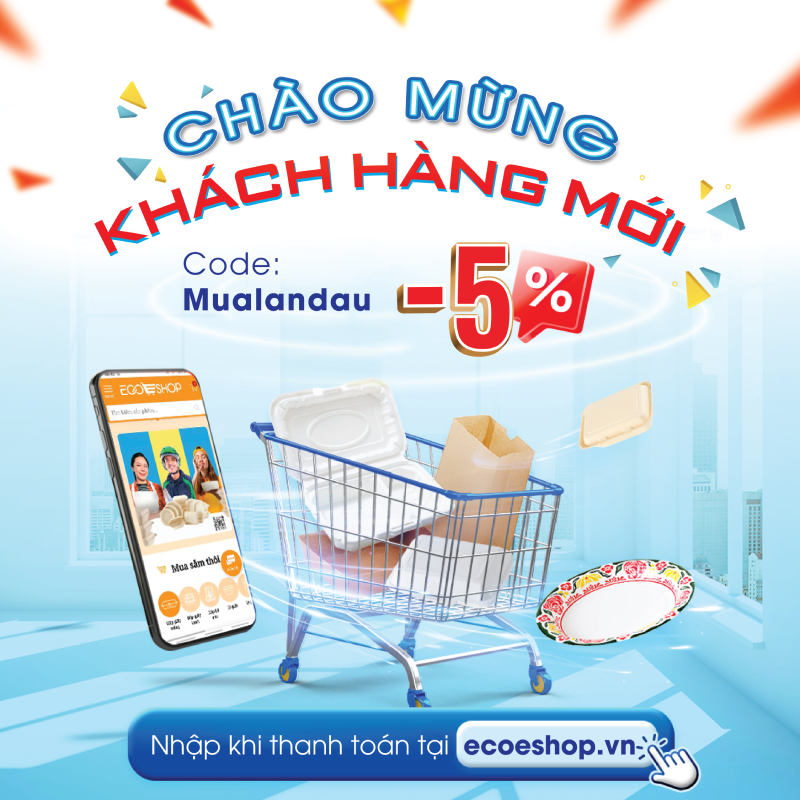 CHÀO MỪNG
KHÁCH HÀNG MỚI
Code:
Mualandau
-5%
ECOESHOP
Mua sắm thôi
Nhập khi thanh toán tại ecoeshop.vn